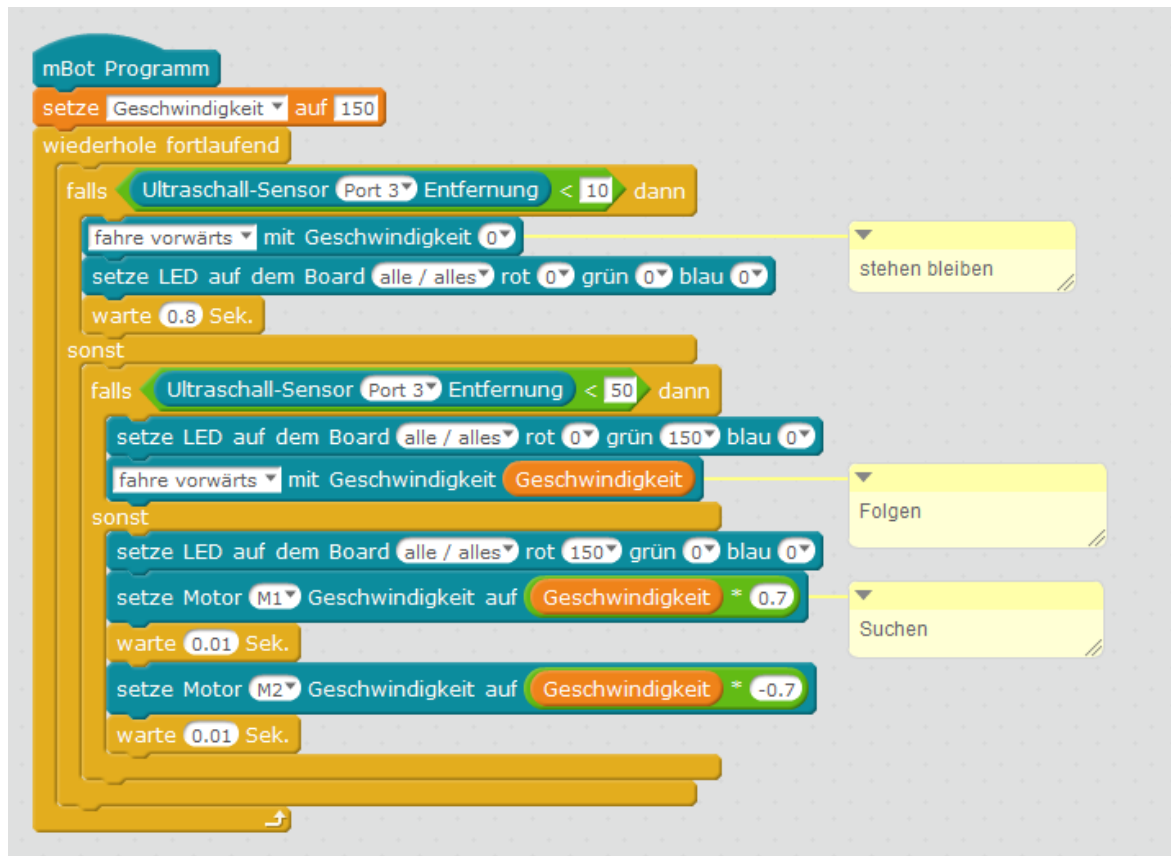 mBot Programm
setze Geschwindigkeit auf 150
wiederhole fortlaufend
falls Ultraschall-Sensor Port 3 Entfernung < 10 dann
fahre vorwärts mit Geschwindigkeit 0
stehen bleiben
setze LED auf dem Board alle / alles rot 0 grün 0 blau 0
warte 0.8 Sek.
sonst
falls Ultraschall-Sensor Port 3 Entfernung < 50 dann
setze LED auf dem Board alle / alles rot 0 grün 150 blau 0
fahre vorwärts mit Geschwindigkeit Geschwindigkeit
Folgen
sonst
setze LED auf dem Board alle / alles rot 150 grün 0 blau 0
setze Motor M1 Geschwindigkeit auf Geschwindigkeit * 0.7
Suchen
warte 0.01 Sek.
setze Motor M2 Geschwindigkeit auf Geschwindigkeit * -0.7
warte 0.01 Sek.